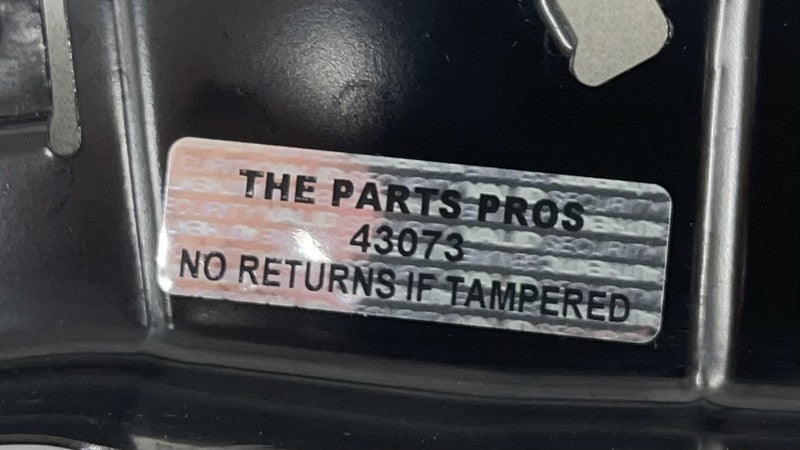 THE PARTS PROS
43073
NO RETURNS IF TAMPERED